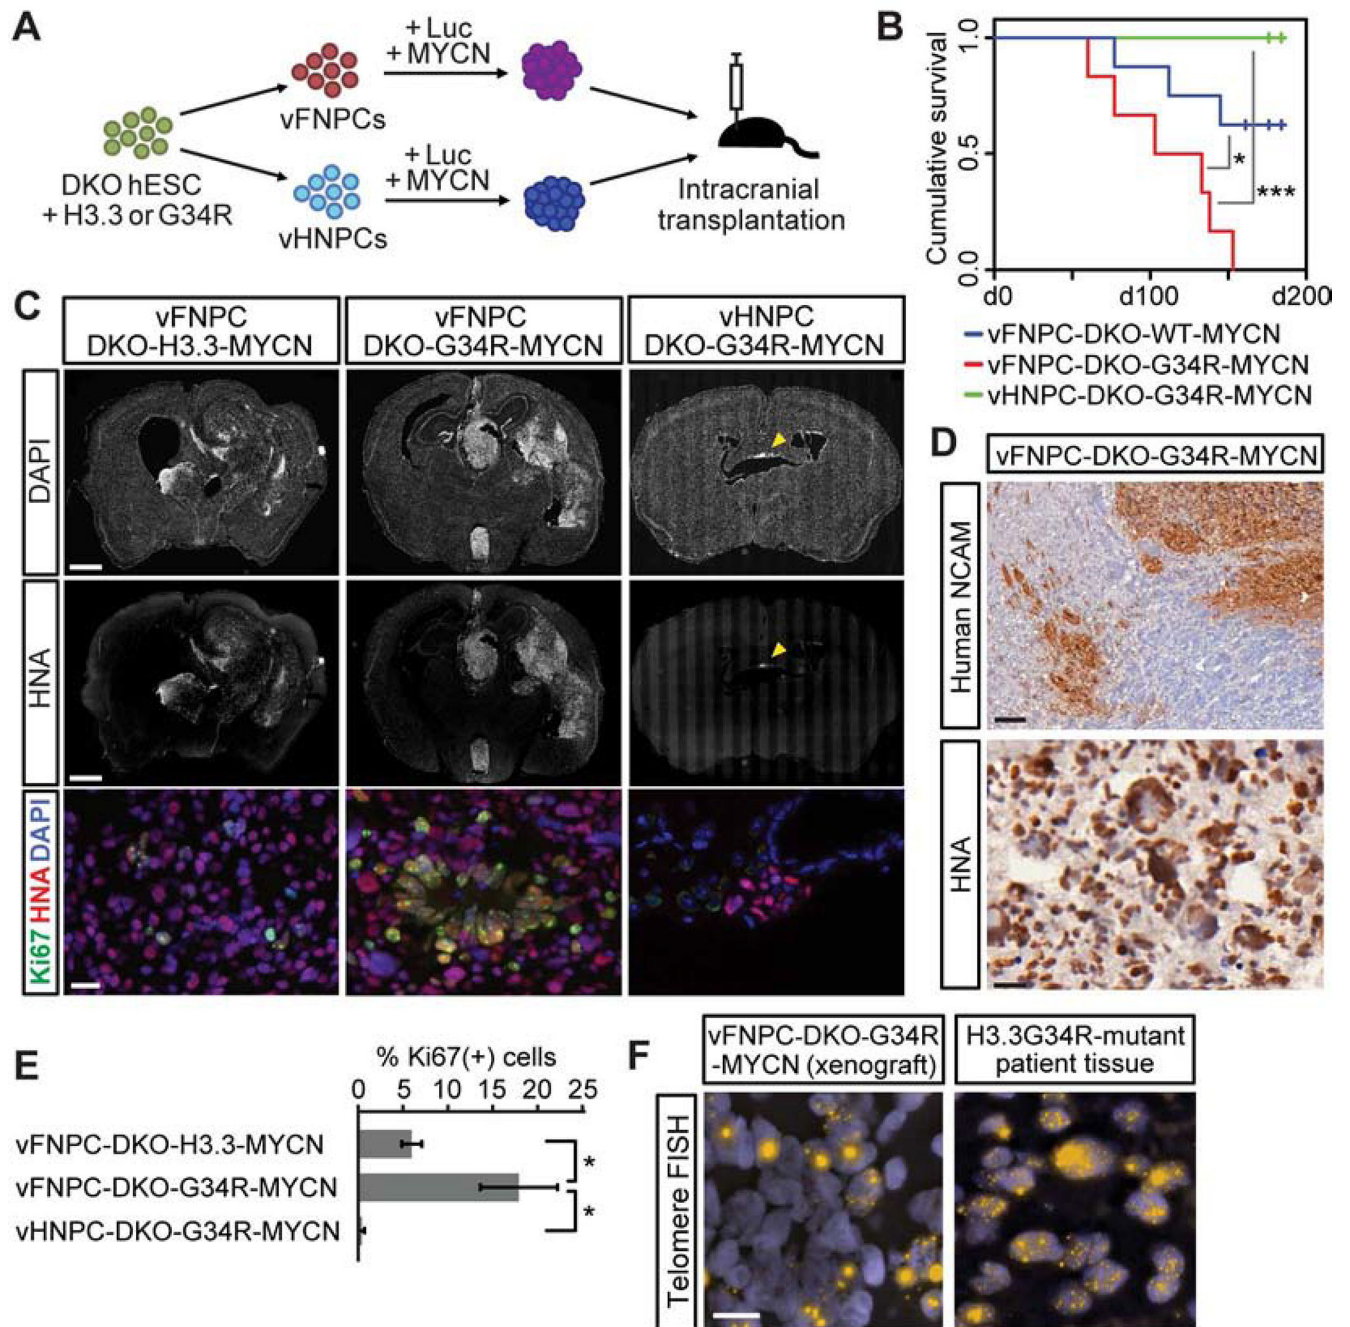 A
+ Luc
+ MYCN
vFNPCs
DKO hESC
+ H3.3 or G34R
+ Luc
+ MYCN
vHNPCs
Intracranial
transplantation
B
Cumulative survival
1.0
0.5
0.0
*
***
d0
d100
d200
vFNPC-DKO-WT-MYCN
vFNPC-DKO-G34R-MYCN
vHNPC-DKO-G34R-MYCN
C
vFNPC
DKO-H3.3-MYCN
vFNPC
DKO-G34R-MYCN
vHNPC
DKO-G34R-MYCN
DAPI
HNA
Ki67 HNA DAPI
D
vFNPC-DKO-G34R-MYCN
Human NCAM
HNA
E
% Ki67(+) cells
0 5 10 15 20 25
vFNPC-DKO-H3.3-MYCN
vFNPC-DKO-G34R-MYCN
vHNPC-DKO-G34R-MYCN
*
*
F
vFNPC-DKO-G34R
-MYCN (xenograft)
H3.3G34R-mutant
patient tissue
Telomere FISH